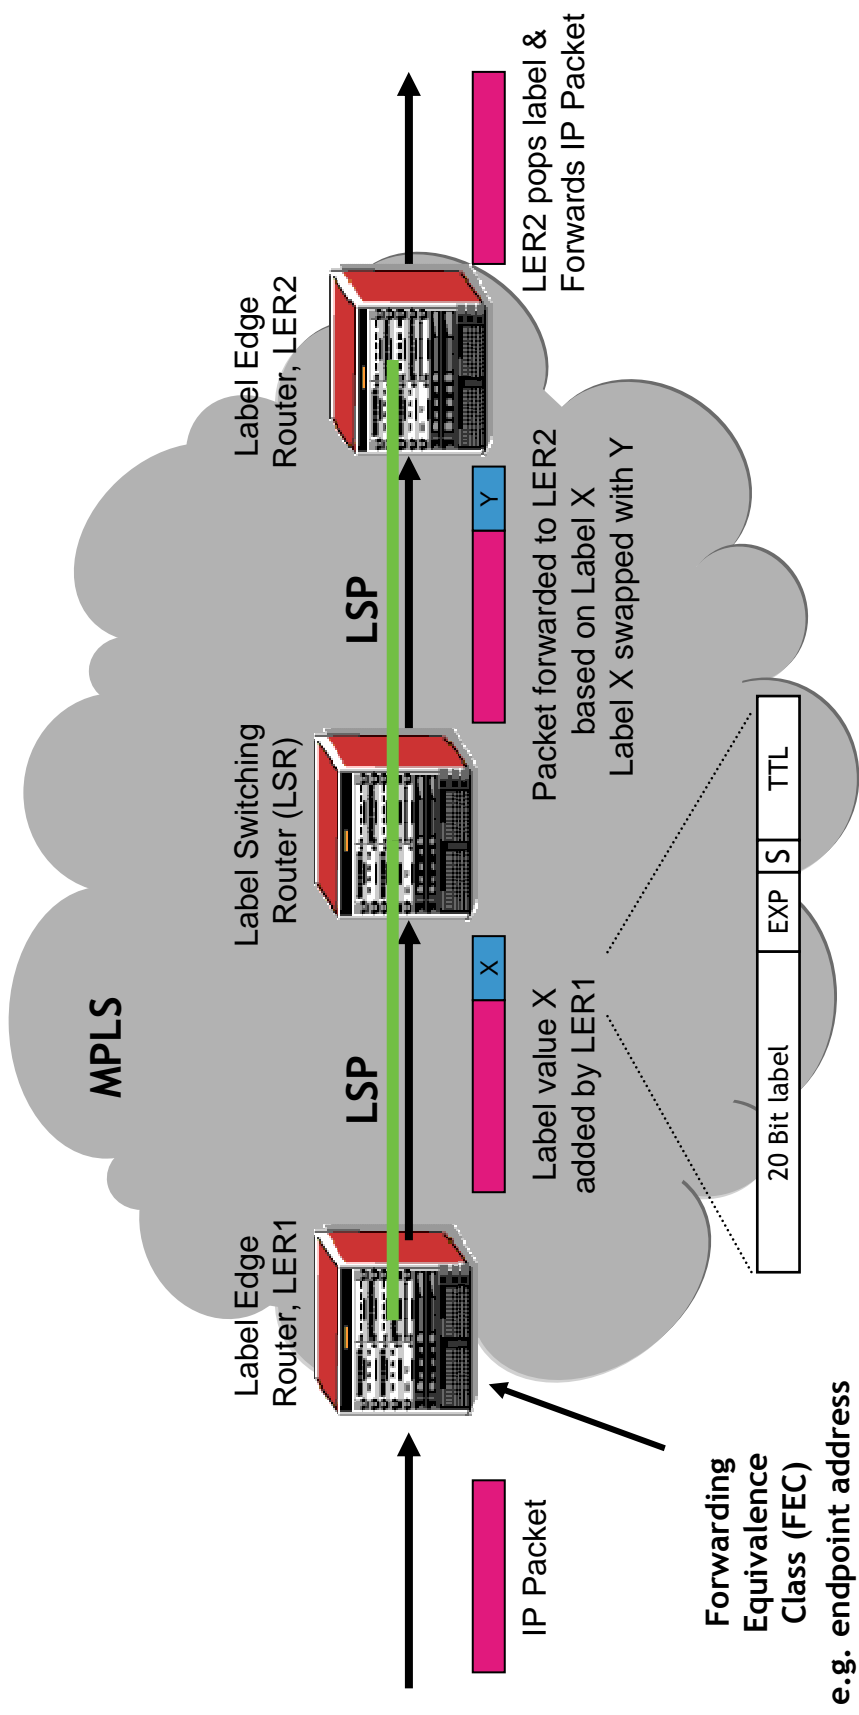 MPLS
Label Edge
Router, LER1
Label Switching
Router (LSR)
Label Edge
Router, LER2
LSP
LSP
IP Packet
X
Label value X
added by LER1
Y
Packet forwarded to LER2
based on Label X
Label X swapped with Y
LER2 pops label &
Forwards IP Packet
Forwarding
Equivalence
Class (FEC)
e.g. endpoint address
20 Bit label
EXP
S
TTL